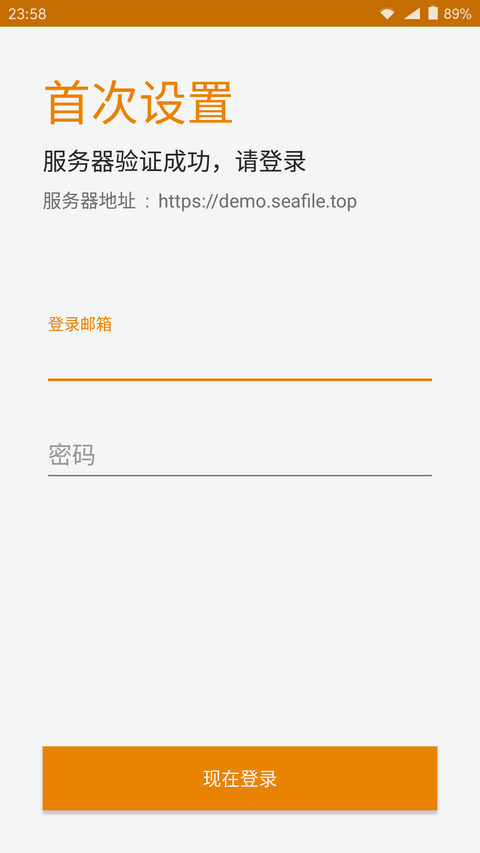 23:58
89%
首次设置
服务器验证成功，请登录
服务器地址 : https://demo.seafile.top
登录邮箱
密码
现在登录